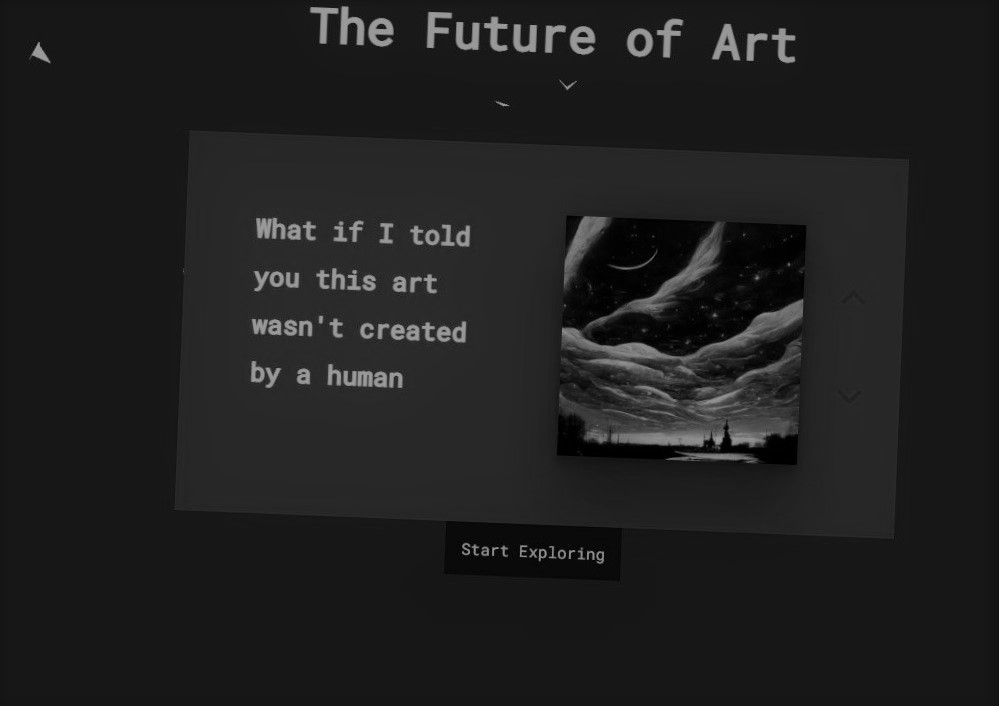 The Future of Art
What if I told
you this art
wasn't created
by a human
Start Exploring